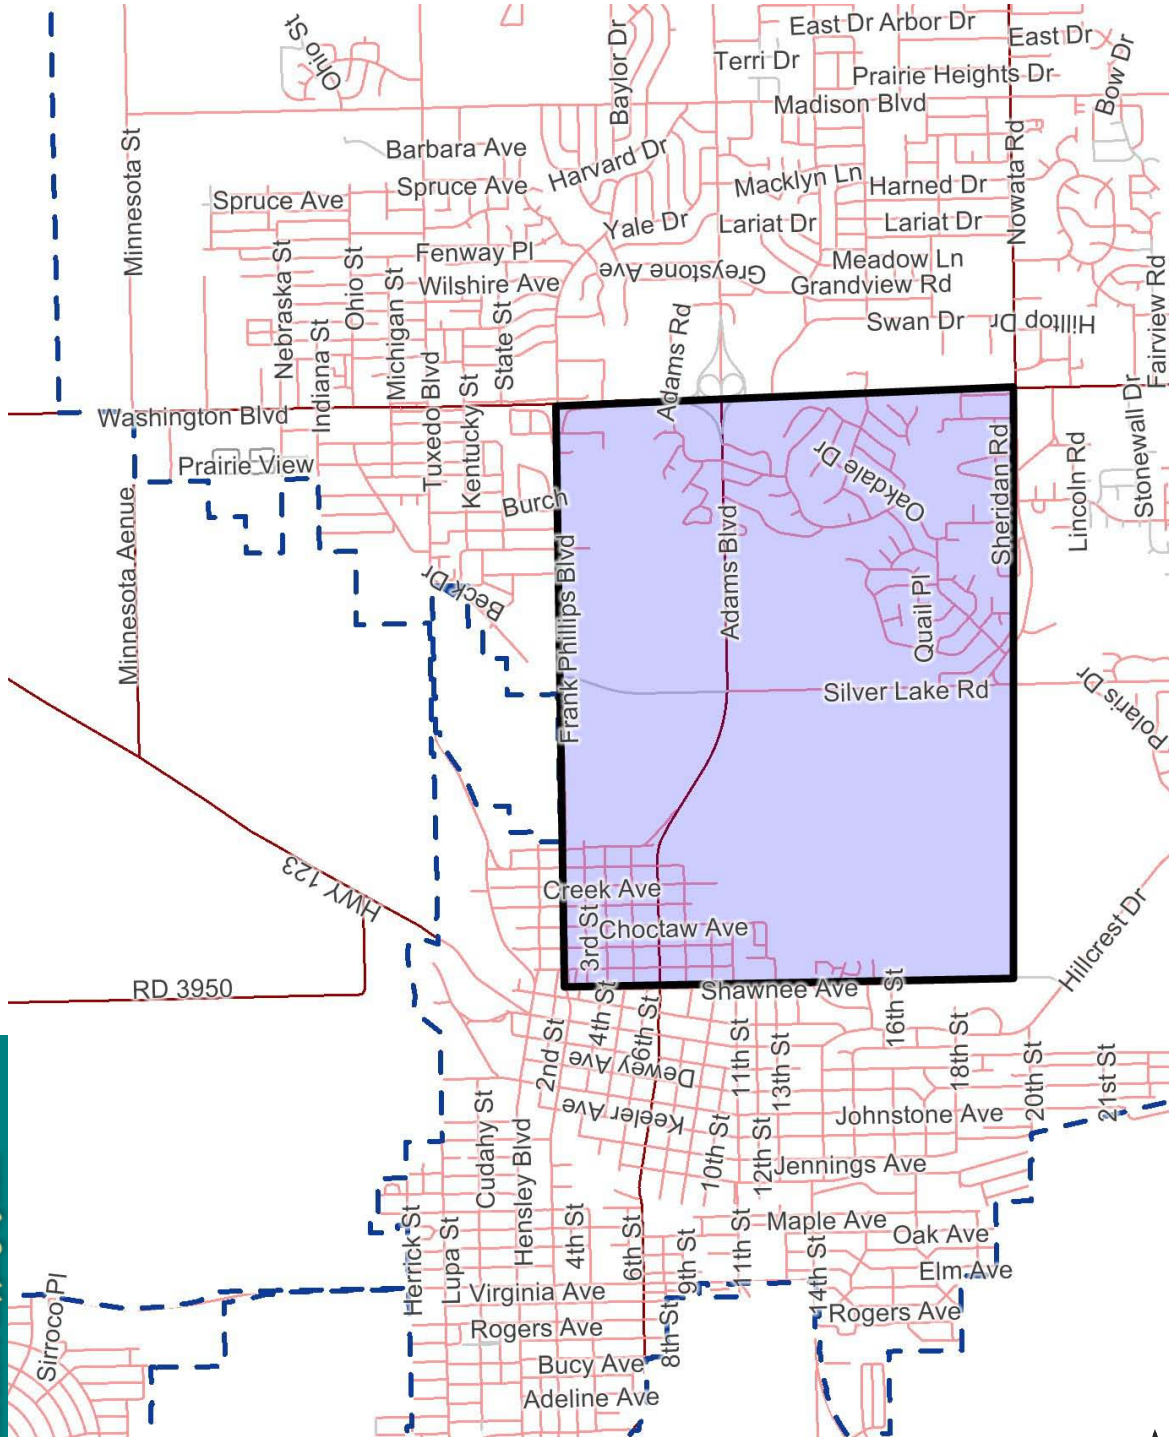 East Dr
Arbor Dr
East Dr
Ohio St
Baylor Dr
Terri Dr
Prairie Heights Dr
Bow Dr
Madison Blvd
Minnesota St
Barbara Ave
Harvard Dr
Nowata Rd
Spruce Ave
Spruce Ave
Macklyn Ln
Harned Dr
Yale Dr
Lariat Dr
Lariat Dr
Fenway Pl
Greystone Ave
Meadow Ln
Wilshire Ave
Grandview Rd
Nebraska St
Ohio St
Michigan St
State St
Adams Rd
Swan Dr
Hilltop Dr
Fairview Rd
Indiana St
Tuxedo Blvd
Kentucky St
Washington Blvd
Prairie View
Burch
Oakdale Dr
Sheridan Rd
Lincoln Rd
Stonewall Dr
Minnesota Aenue
Frank Phillips Blvd
Adams Blvd
Beck Dr
Quail Pl
Silver Lake Rd
Polaris Dr
HWY 123
Creek Ave
3rd St
Choctaw Ave
Hillcrest Dr
RD 3950
Shawnee Ave
4th St
6th St
16th St
2nd St
Dewey Ave
11th St
13th St
18th St
20th St
21st St
Keeler Ave
Johnstone Ave
Cudahy St
Hensley Blvd
10th St
12th St
Jennings Ave
Herrick St
Lupa St
4th St
6th St
9th St
11th St
Maple Ave
Oak Ave
14th St
Elm Ave
Virginia Ave
Rogers Ave
Rogers Ave
8th St
Sirroco Pl
Bucy Ave
Adeline Ave